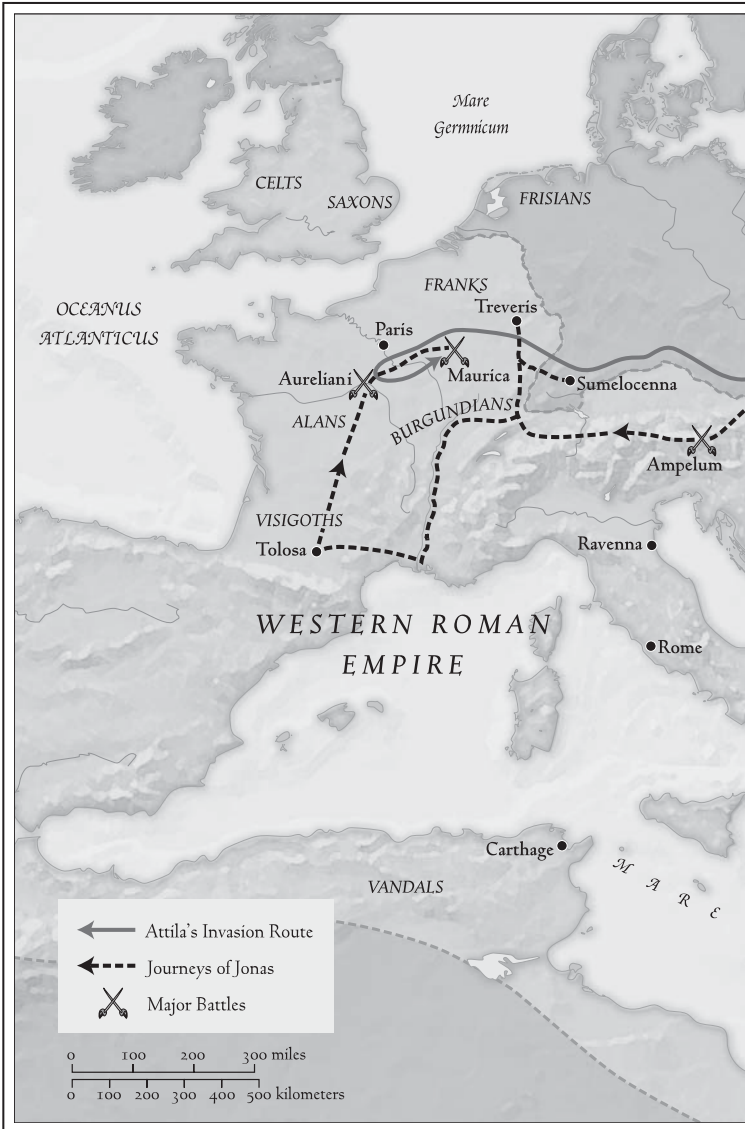 Mare
Germnicum
CELTS
SAXONS
FRISIANS
OCEANUS
ATLANTICUS
FRANKS
Treveris
Paris
Aureliani
Maurica
Sumelocenna
ALANS
BURGUNDIANS
Ampelum
VISIGOTHS
Tolosa
Ravenna
WESTERN ROMAN
EMPIRE
Rome
Carthage
MARE
VANDALS
Attila's Invasion Route
Journeys of Jonas
Major Battles
0 100 200 300 miles
0 100 200 300 400 500 kilometers